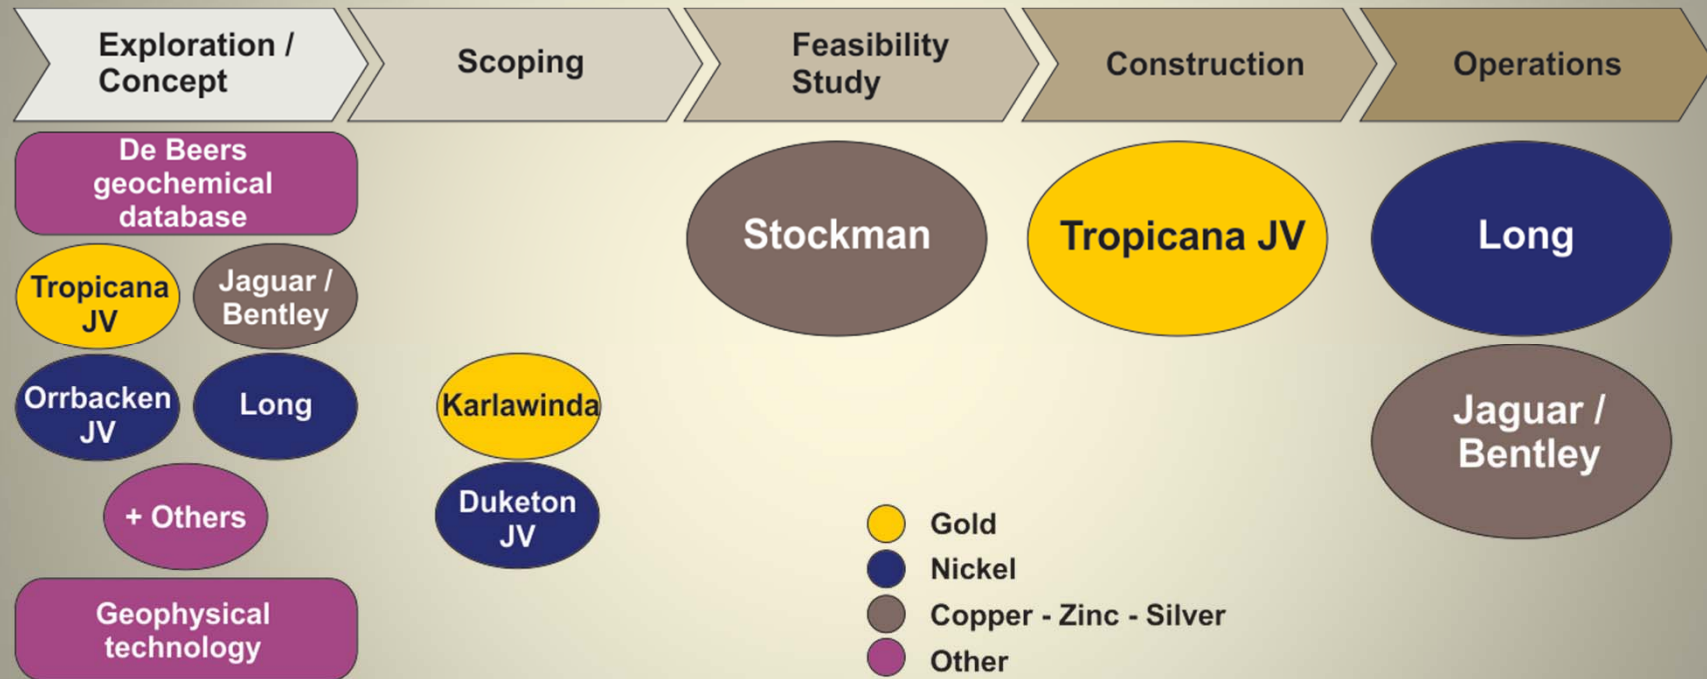 Exploration /
Concept
Scoping
Feasibility
Study
Construction
Operations
De Beers
geochemical
database
Tropicana
JV
Jaguar /
Bentley
Orrbacken
JV
Long
+ Others
Geophysical
technology
Karlawinda
Duketon
JV
Stockman
Tropicana JV
Long
Jaguar /
Bentley
Gold
Nickel
Copper - Zinc - Silver
Other